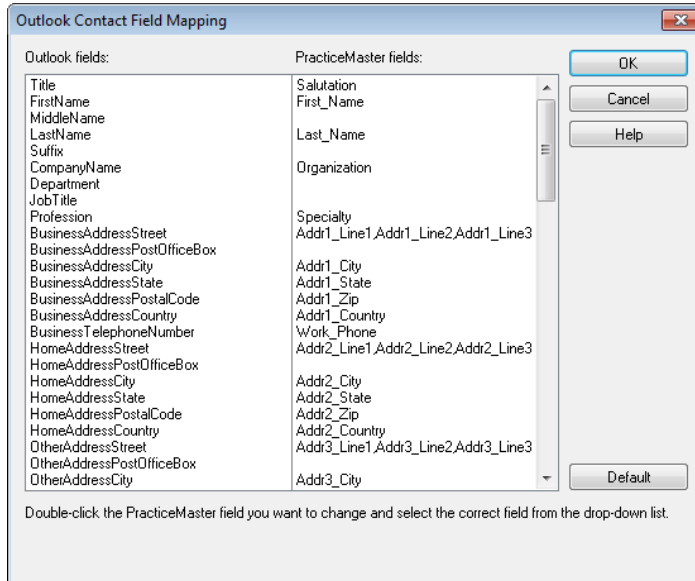 Outlook Contact Field Mapping
Outlook fields: PracticeMaster fields:
OK
Title Salutation
FirstName First_Name
Cancel
MiddleName
LastName Last_Name
Help
Suffix
CompanyName Organization
Department
JobTitle
Profession Specialty
BusinessAddressStreet Addr1_Line1,Addr1_Line2,Addr1_Line3
BusinessAddressPostOfficeBox
BusinessAddressCity Addr1_City
BusinessAddressState Addr1_State
BusinessAddressPostalCode Addr1_Zip
BusinessAddressCountry Addr1_Country
BusinessTelephoneNumber Work_Phone
HomeAddressStreet Addr2_Line1,Addr2_Line2,Addr2_Line3
HomeAddressPostOfficeBox
HomeAddressCity Addr2_City
HomeAddressState Addr2_State
HomeAddressPostalCode Addr2_Zip
HomeAddressCountry Addr2_Country
OtherAddressStreet Addr3_Line1,Addr3_Line2,Addr3_Line3
OtherAddressPostOfficeBox
OtherAddressCity Addr3_City
Default
Double-click the PracticeMaster field you want to change and select the correct field from the drop-down list.